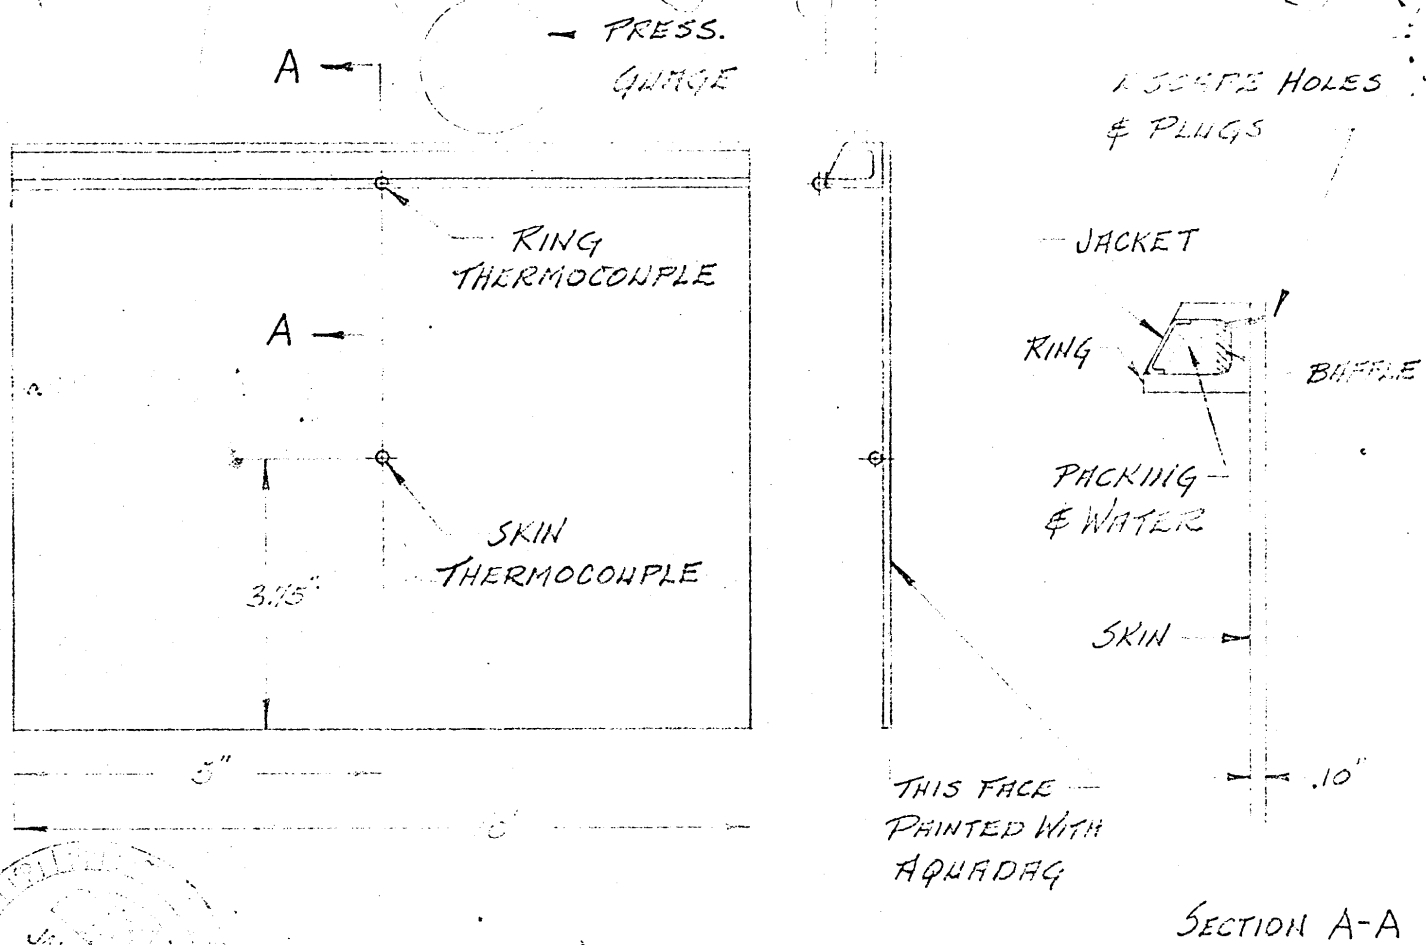 PRESS.
GUAGE
A
HOLES
& PLUGS
RING
THERMOCOUPLE
JACKET
A
RING
BAFFLE
PACKING
& WATER
SKIN
THERMOCOUPLE
3.75"
SKIN
5"
.10"
THIS FACE
PAINTED WITH
AQUADAG
SECTION A-A